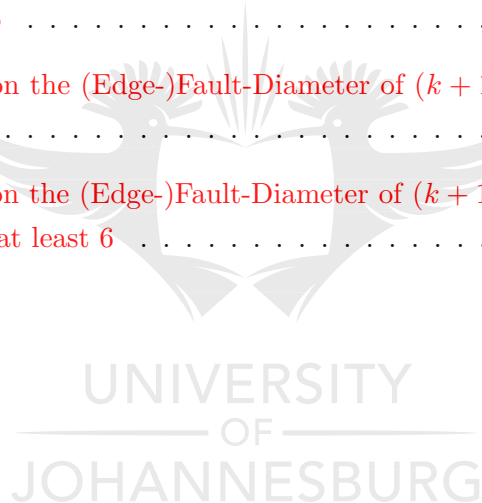 . . . . . . . . . . . . . . . . . . . . .
on the (Edge-)Fault-Diameter of (k + 
. . . . . . . . . . . . . . . . . . . . . .
on the (Edge-)Fault-Diameter of (k + 
at least 6 . . . . . . . . . . . . . . . .
UNIVERSITY
OF
JOHANNESBURG